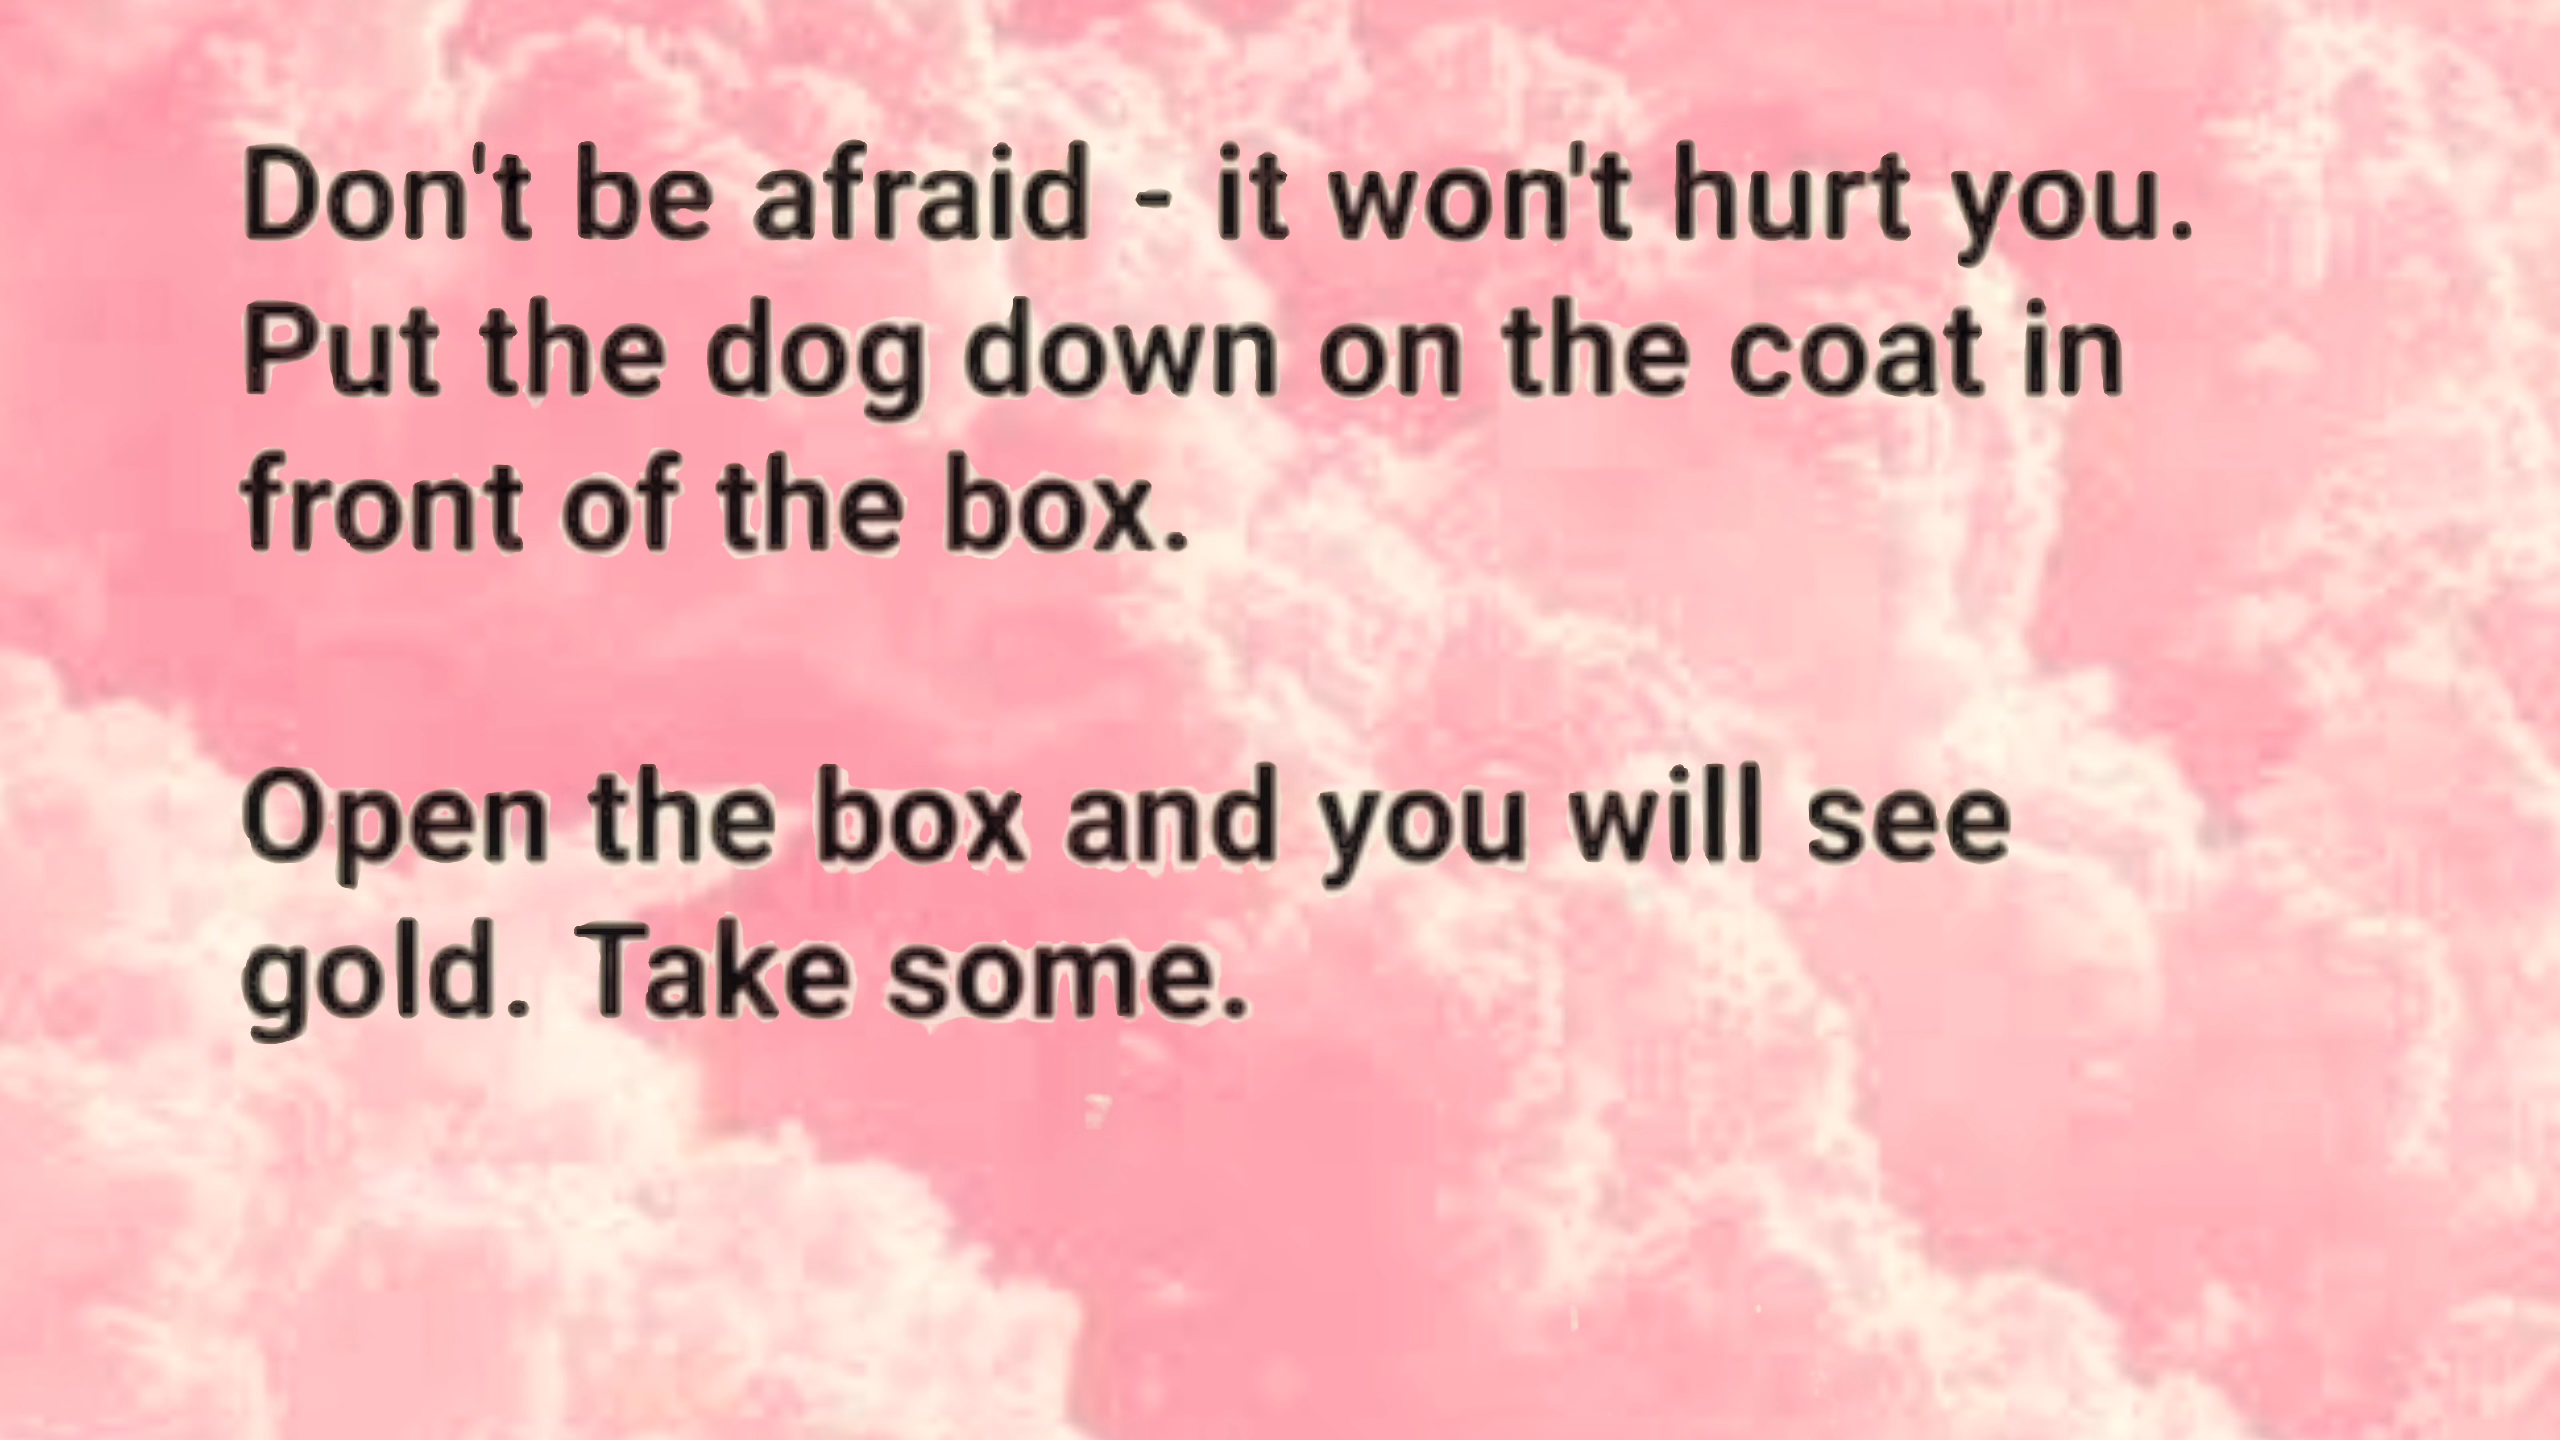 Don't be afraid - it won't hurt you.
Put the dog down on the coat in
front of the box.
Open the box and you will see
gold. Take some.